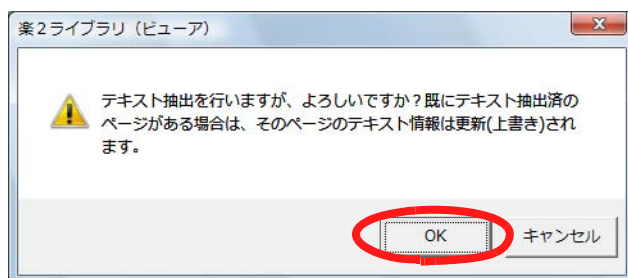 楽2ライブラリ（ビューア）
テキスト抽出を行いますが、よろしいですか？既にテキスト抽出済の
ページがある場合は、そのページのテキスト情報は更新(上書き)され
ます。
OK キャンセル